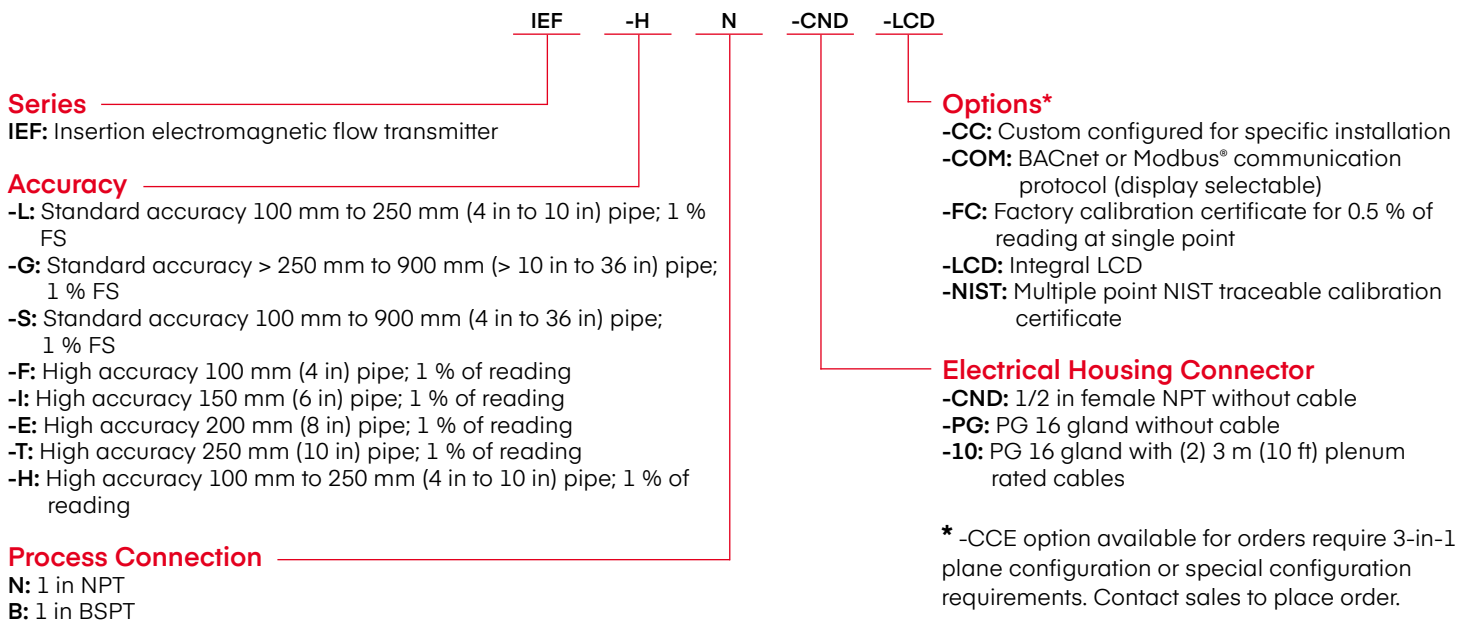 IEF -H N -CND -LCD
Series
IEF: Insertion electromagnetic flow transmitter
Accuracy
-L: Standard accuracy 100 mm to 250 mm (4 in to 10 in) pipe; 1 %
FS
-G: Standard accuracy > 250 mm to 900 mm (> 10 in to 36 in) pipe;
1 % FS
-S: Standard accuracy 100 mm to 900 mm (4 in to 36 in) pipe;
1 % FS
-F: High accuracy 100 mm (4 in) pipe; 1 % of reading
-I: High accuracy 150 mm (6 in) pipe; 1 % of reading
-E: High accuracy 200 mm (8 in) pipe; 1 % of reading
-T: High accuracy 250 mm (10 in) pipe; 1 % of reading
-H: High accuracy 100 mm to 250 mm (4 in to 10 in) pipe; 1 % of
reading
Process Connection
N: 1 in NPT
B: 1 in BSPT
Options*
-CC: Custom configured for specific installation
-COM: BACnet or Modbus® communication
protocol (display selectable)
-FC: Factory calibration certificate for 0.5 % of
reading at single point
-LCD: Integral LCD
-NIST: Multiple point NIST traceable calibration
certificate
Electrical Housing Connector
-CND: 1/2 in female NPT without cable
-PG: PG 16 gland without cable
-10: PG 16 gland with (2) 3 m (10 ft) plenum
rated cables
* -CCE option available for orders require 3-in-1
plane configuration or special configuration
requirements. Contact sales to place order.